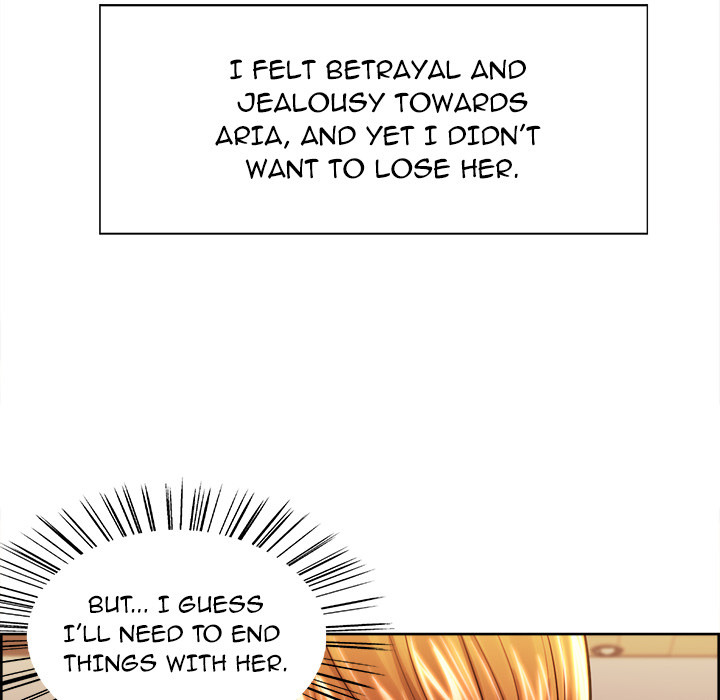 I FELT BETRAYAL AND
JEALOUSY TOWARDS
ARIA, AND YET I DIDN'T
WANT TO LOSE HER.
BUT... I GUESS
I'LL NEED TO END
THINGS WITH HER.